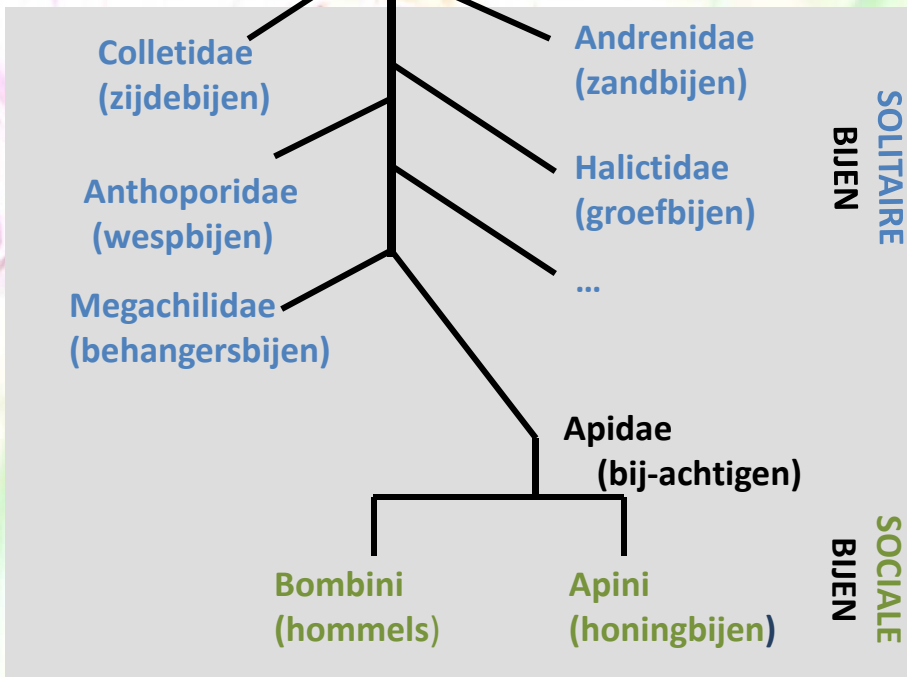 Colletidae
(zijdebijen)
Andrenidae
(zandbijen)
Anthoporidae
(wespbijen)
Halictidae
(groefbijen)
Megachilidae
(behangersbijen)
...
SOLITAIRE
BIJEN
Apidae
(bij-achtigen)
Bombini
(hommels)
Apini
(honingbijen)
SOCIALE
BIJEN